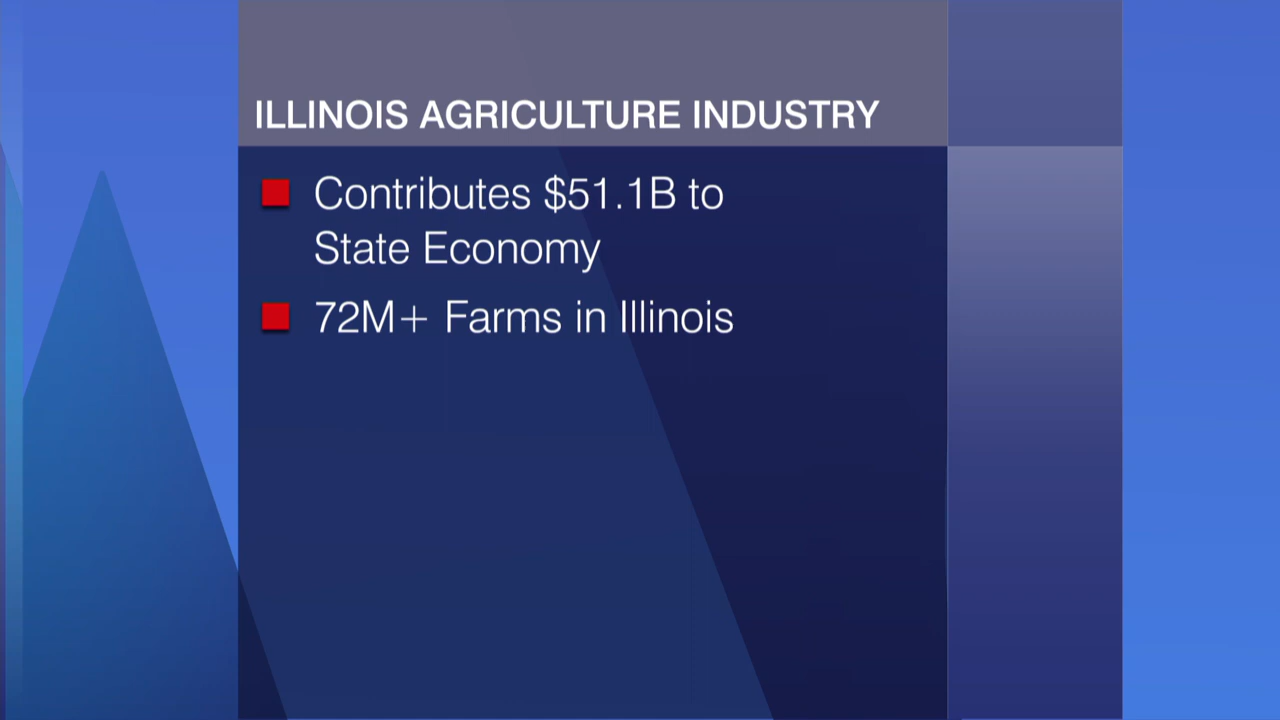 ILLINOIS AGRICULTURE INDUSTRY
Contributes $51.1B to
State Economy
72M+ Farms in Illinois